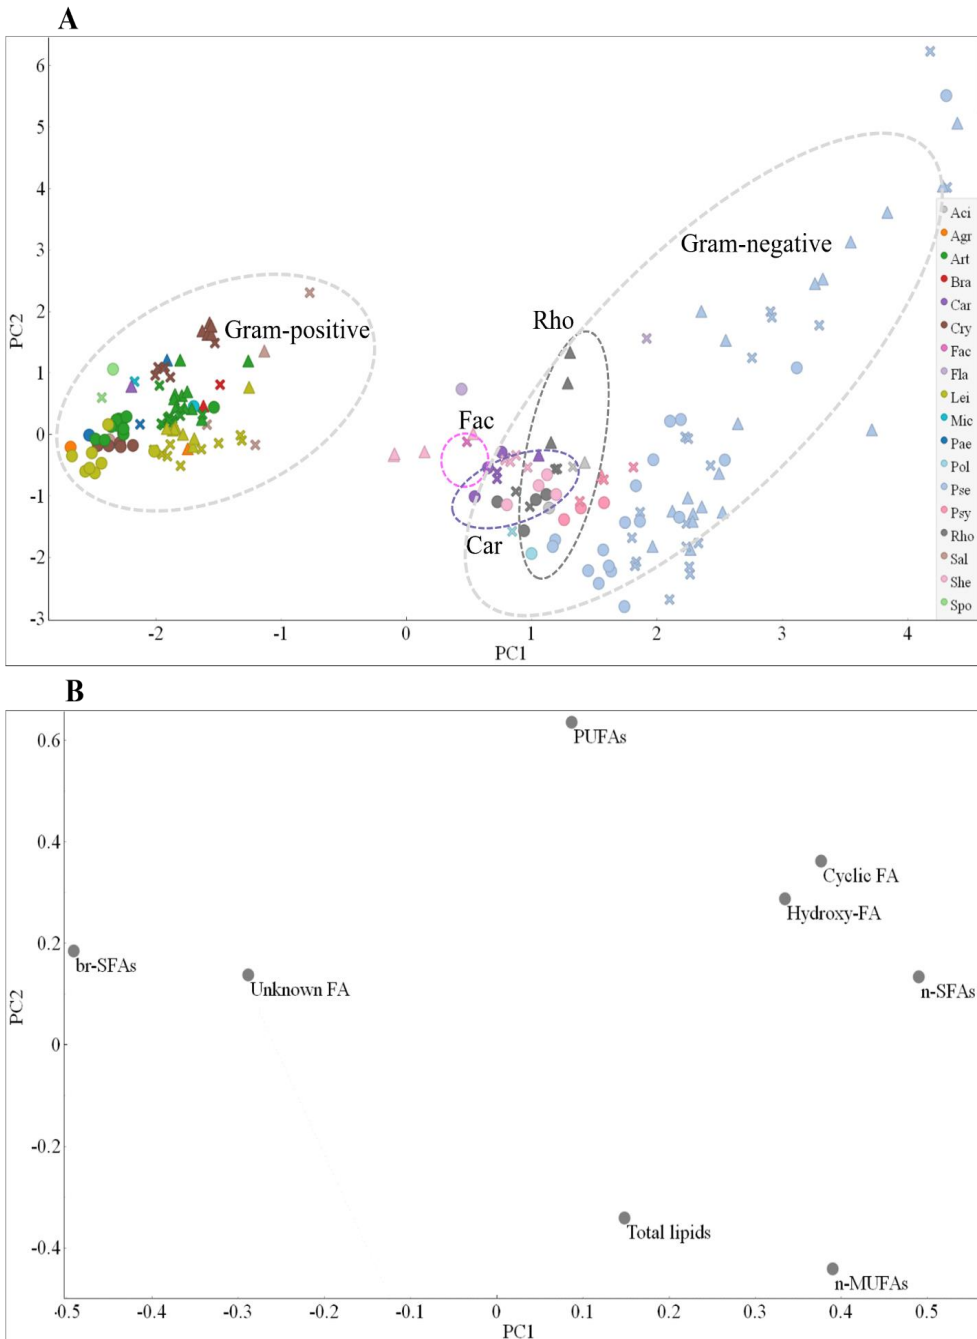 A
6
5
4
3
2
1
0
-1
-2
-3
PC2
-2
-1
0
1
2
3
4
PC1
Gram-positive
Gram-negative
Rho
Fac
Car
Aci
Agr
Art
Bra
Car
Cry
Fac
Fla
Lei
Mic
Pae
Pol
Pse
Psy
Rho
Sal
She
Spo
B
0.6
0.4
0.2
0
-0.2
-0.4
PC2
-0.5
-0.4
-0.3
-0.2
-0.1
0
0.1
0.2
0.3
0.4
0.5
PC1
PUFAs
Cyclic FA
Hydroxy-FA
n-SFAs
br-SFAs
Unknown FA
Total lipids
n-MUFAs